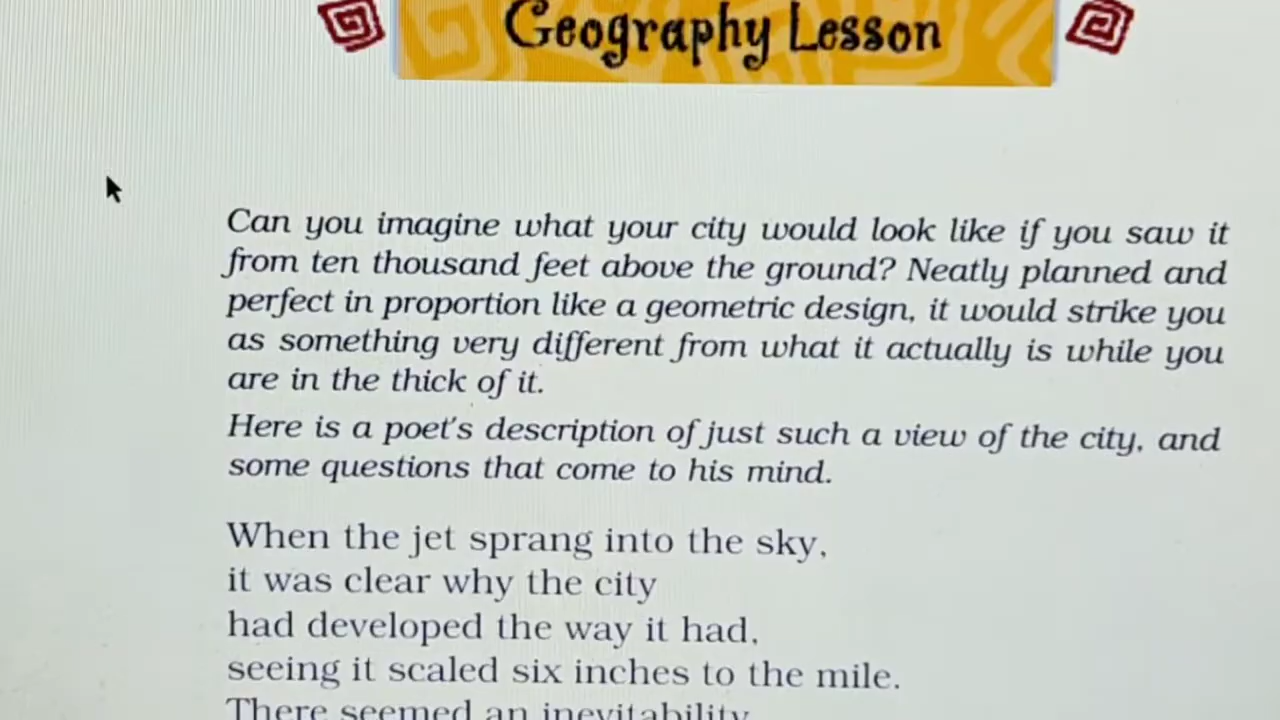 Geography Lesson
Can you imagine what your city would look like if you saw it
from ten thousand feet above the ground? Neatly planned and
perfect in proportion like a geometric design, it would strike you
as something very different from what it actually is while you
are in the thick of it.
Here is a poet's description of just such a view of the city, and
some questions that come to his mind.
When the jet sprang into the sky,
it was clear why the city
had developed the way it had,
seeing it scaled six inches to the mile.
There seemed an inevitability